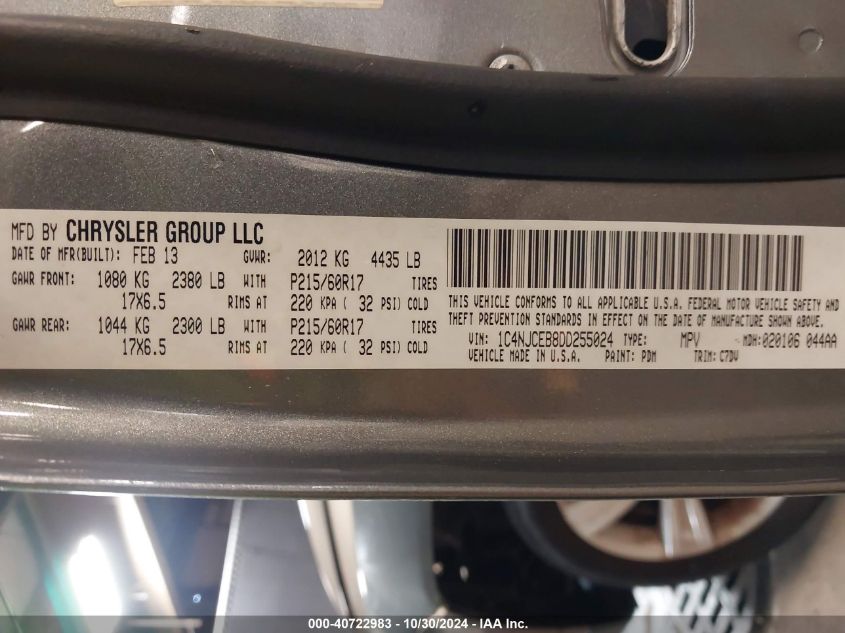 MFD BY CHRYSLER GROUP LLC
DATE OF MFR(BUILT): FEB 13 GVWR: 2012 KG 4435 LB
GAWR FRONT: 1080 KG 2380 LB WITH P215/60R17 TIRES
17X6.5 RIMS AT 220 KPA ( 32 PSI) COLD
GAWR REAR: 1044 KG 2300 LB WITH P215/60R17 TIRES
17X6.5 RIMS AT 220 KPA ( 32 PSI) COLD
THIS VEHICLE CONFORMS TO ALL APPLICABLE U.S.A. FEDERAL MOTOR VEHICLE SAFETY AND
THEFT PREVENTION STANDARDS IN EFFECT ON THE DATE OF MANUFACTURE SHOWN ABOVE.
VIN: 1C4NJCEB8DD255024 TYPE: MPV MDH: 020106 044AA
VEHICLE MADE IN U.S.A. PAINT: PDM TRIM: C7DV
000-40722983 - 10/30/2024 - IAA Inc.